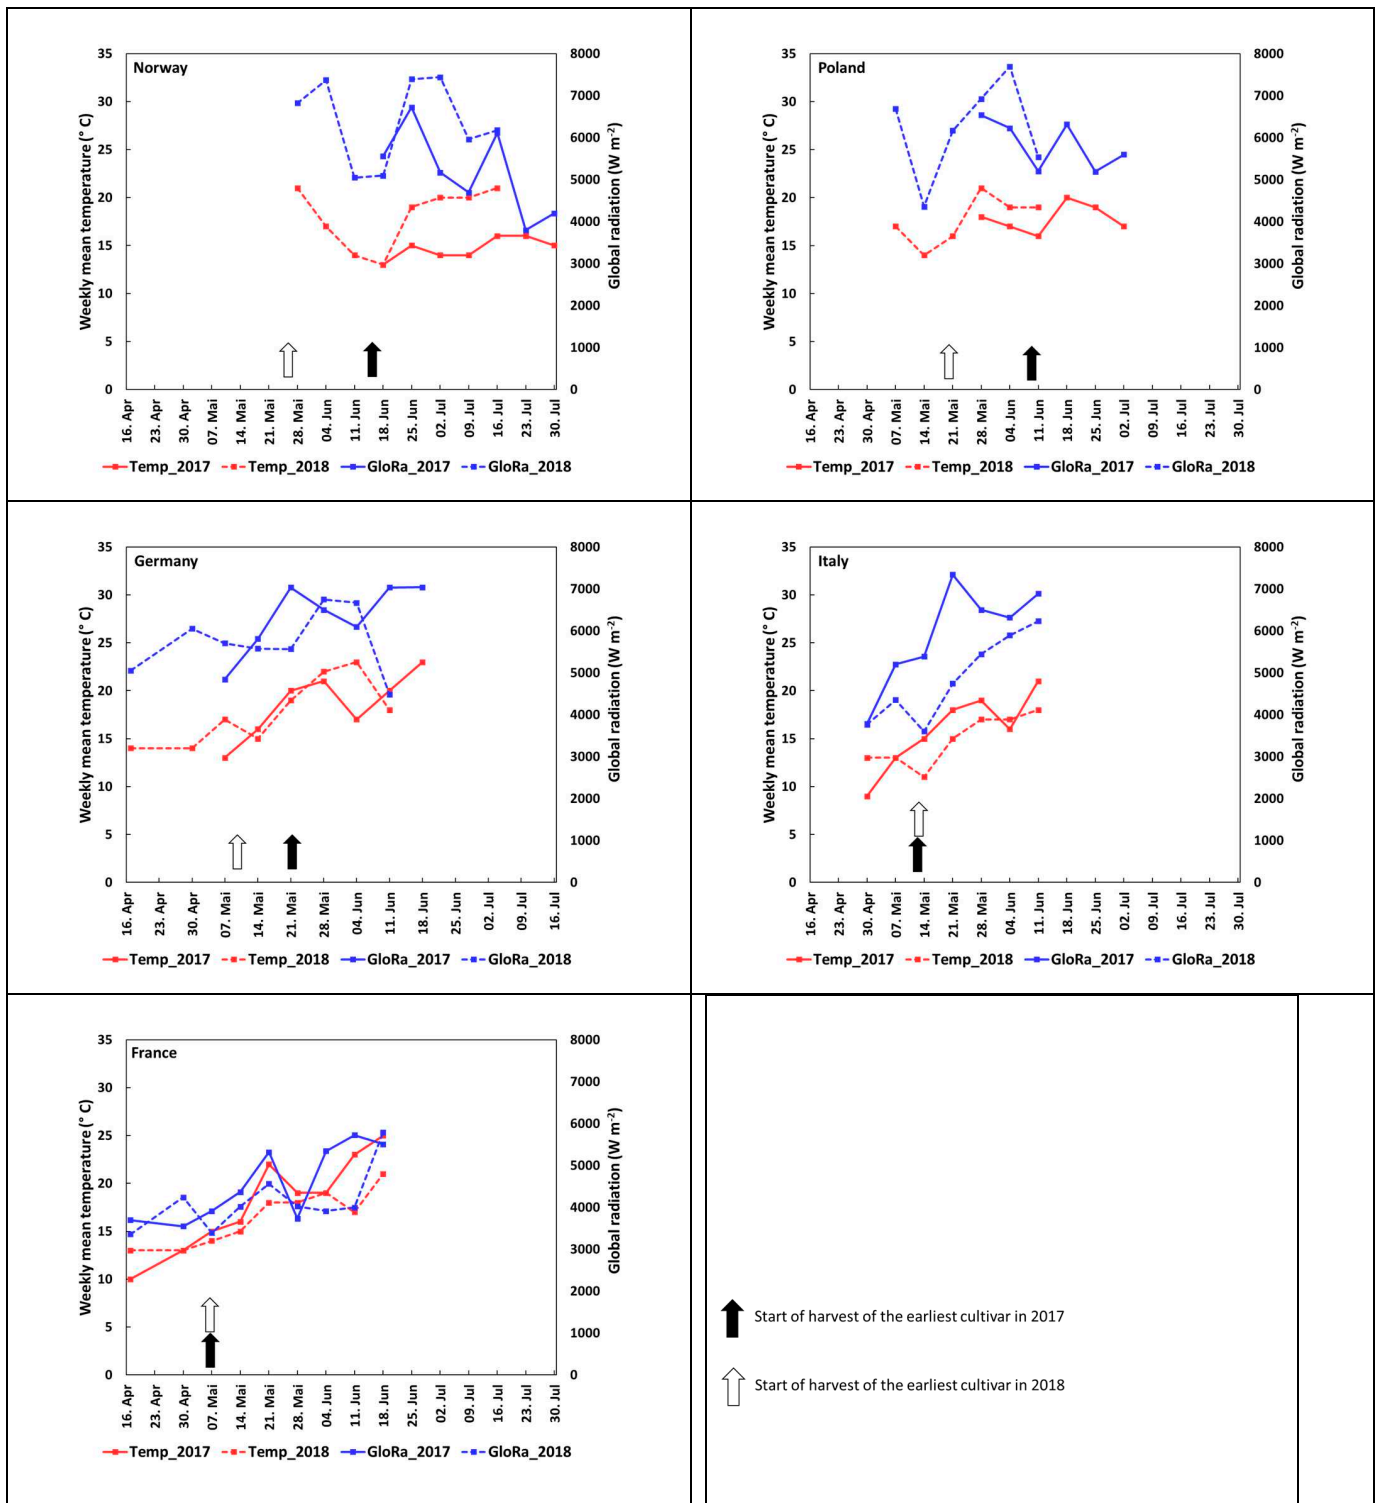 Norway
Weekly mean temperature (° C)
35
30
25
20
15
10
5
0
8000
7000
6000
5000
4000
3000
2000
1000
0
Global radiation (W m-2)
16. Apr
23. Apr
30. Apr
07. Mai
14. Mai
21. Mai
28. Mai
04. Jun
11. Jun
18. Jun
25. Jun
02. Jul
09. Jul
16. Jul
23. Jul
30. Jul
Temp_2017 Temp_2018 GloRa_2017 GloRa_2018
Poland
Weekly mean temperature (° C)
35
30
25
20
15
10
5
0
8000
7000
6000
5000
4000
3000
2000
1000
0
Global radiation (W m-2)
16. Apr
23. Apr
30. Apr
07. Mai
14. Mai
21. Mai
28. Mai
04. Jun
11. Jun
18. Jun
25. Jun
02. Jul
09. Jul
16. Jul
23. Jul
30. Jul
Temp_2017 Temp_2018 GloRa_2017 GloRa_2018
Germany
Weekly mean temperature (° C)
35
30
25
20
15
10
5
0
8000
7000
6000
5000
4000
3000
2000
1000
0
Global radiation (W m-2)
16. Apr
23. Apr
30. Apr
07. Mai
14. Mai
21. Mai
28. Mai
04. Jun
11. Jun
18. Jun
25. Jun
02. Jul
09. Jul
16. Jul
Temp_2017 Temp_2018 GloRa_2017 GloRa_2018
Italy
Weekly mean temperature (° C)
35
30
25
20
15
10
5
0
8000
7000
6000
5000
4000
3000
2000
1000
0
Global radiation (W m-2)
16. Apr
23. Apr
30. Apr
07. Mai
14. Mai
21. Mai
28. Mai
04. Jun
11. Jun
18. Jun
25. Jun
02. Jul
09. Jul
16. Jul
23. Jul
30. Jul
Temp_2017 Temp_2018 GloRa_2017 GloRa_2018
France
Weekly mean temperature (° C)
35
30
25
20
15
10
5
0
8000
7000
6000
5000
4000
3000
2000
1000
0
Global radiation (W m-2)
16. Apr
23. Apr
30. Apr
07. Mai
14. Mai
21. Mai
28. Mai
04. Jun
11. Jun
18. Jun
25. Jun
02. Jul
09. Jul
16. Jul
23. Jul
30. Jul
Temp_2017 Temp_2018 GloRa_2017 GloRa_2018
Start of harvest of the earliest cultivar in 2017
Start of harvest of the earliest cultivar in 2018